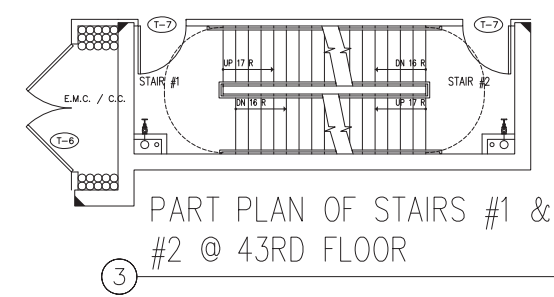 T-7
T-7
UP 17 R
DN 16 R
STAIR #1
STAIR #2
E.M.C. / C.C.
DN 16 R
UP 17 R
T-6
PART PLAN OF STAIRS #1 &
#2 @ 43RD FLOOR
3